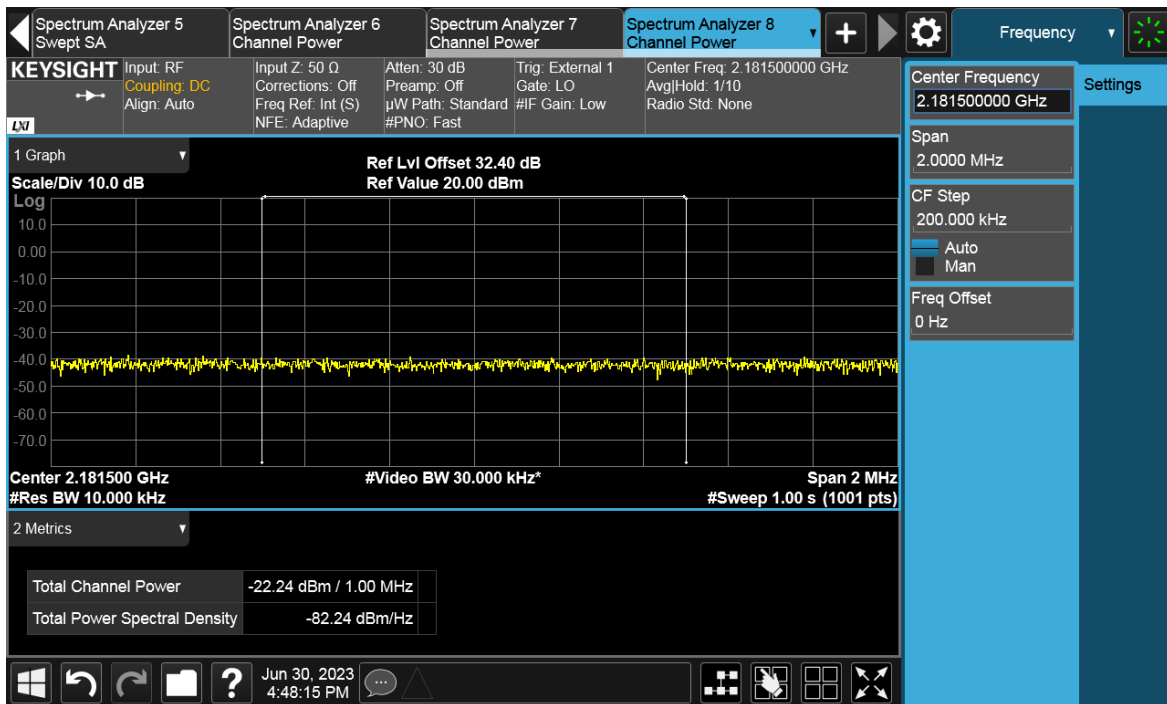 Spectrum Analyzer 5
Swept SA
Spectrum Analyzer 6
Channel Power
Spectrum Analyzer 7
Channel Power
Spectrum Analyzer 8
Channel Power
+
Frequency
KEYSIGHT
LXI
Input: RF
Coupling: DC
Align: Auto
Input Z: 50 Ω
Corrections: Off
Freq Ref: Int (S)
NFE: Adaptive
Atten: 30 dB
Preamp: Off
µW Path: Standard
#PNO: Fast
Trig: External 1
Gate: LO
#IF Gain: Low
Center Freq: 2.181500000 GHz
Avg|Hold: 1/10
Radio Std: None
Center Frequency
2.181500000 GHz
Settings
Span
2.0000 MHz
CF Step
200.000 kHz
Auto
Man
Freq Offset
0 Hz
1 Graph
Scale/Div 10.0 dB
Ref Lvl Offset 32.40 dB
Ref Value 20.00 dBm
Log
10.0
0.00
-10.0
-20.0
-30.0
-40.0
-50.0
-60.0
-70.0
Center 2.181500 GHz
#Video BW 30.000 kHz*
Span 2 MHz
#Res BW 10.000 kHz
#Sweep 1.00 s (1001 pts)
2 Metrics
Total Channel Power -22.24 dBm / 1.00 MHz
Total Power Spectral Density -82.24 dBm/Hz
?
Jun 30, 2023
4:48:15 PM